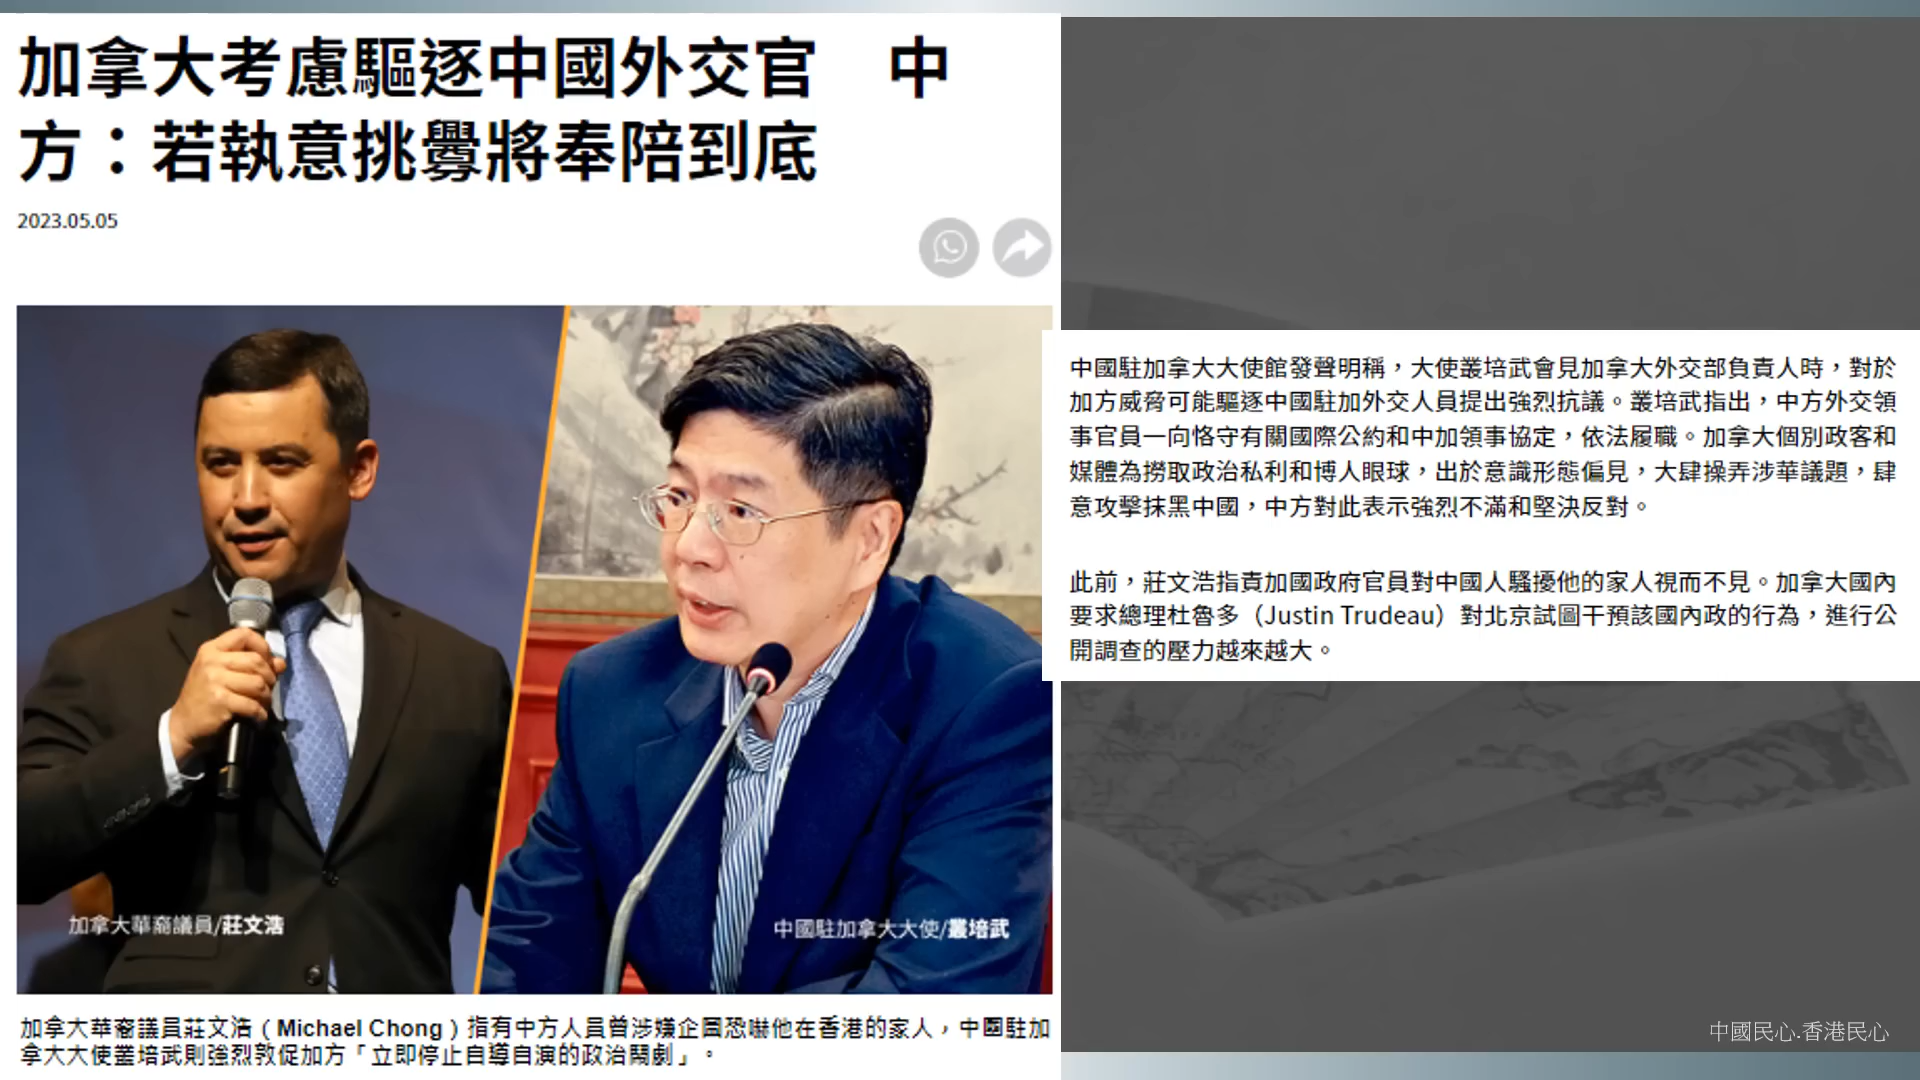 加拿大考慮驅逐中國外交官　中
方：若執意挑釁將奉陪到底
2023.05.05
加拿大華裔議員/莊文浩
中國駐加拿大大使/叢培武
加拿大華裔議員莊文浩（Michael Chong）指有中方人員曾涉嫌企圖恐嚇他在香港的家人，中國駐加
拿大大使叢培武則強烈敦促加方「立即停止自導自演的政治鬧劇」。
中國駐加拿大大使館發聲明稱，大使叢培武會見加拿大外交部負責人時，對於
加方威脅可能驅逐中國駐加外交人員提出強烈抗議。叢培武指出，中方外交領
事官員一向恪守有關國際公約和中加領事協定，依法履職。加拿大個別政客和
媒體為撈取政治私利和博人眼球，出於意識形態偏見，大肆操弄涉華議題，肆
意攻擊抹黑中國，中方對此表示強烈不滿和堅決反對。
此前，莊文浩指責加國政府官員對中國人騷擾他的家人視而不見。加拿大國內
要求總理杜魯多（Justin Trudeau）對北京試圖干預該國內政的行為，進行公
開調查的壓力越來越大。
中國民心.香港民心